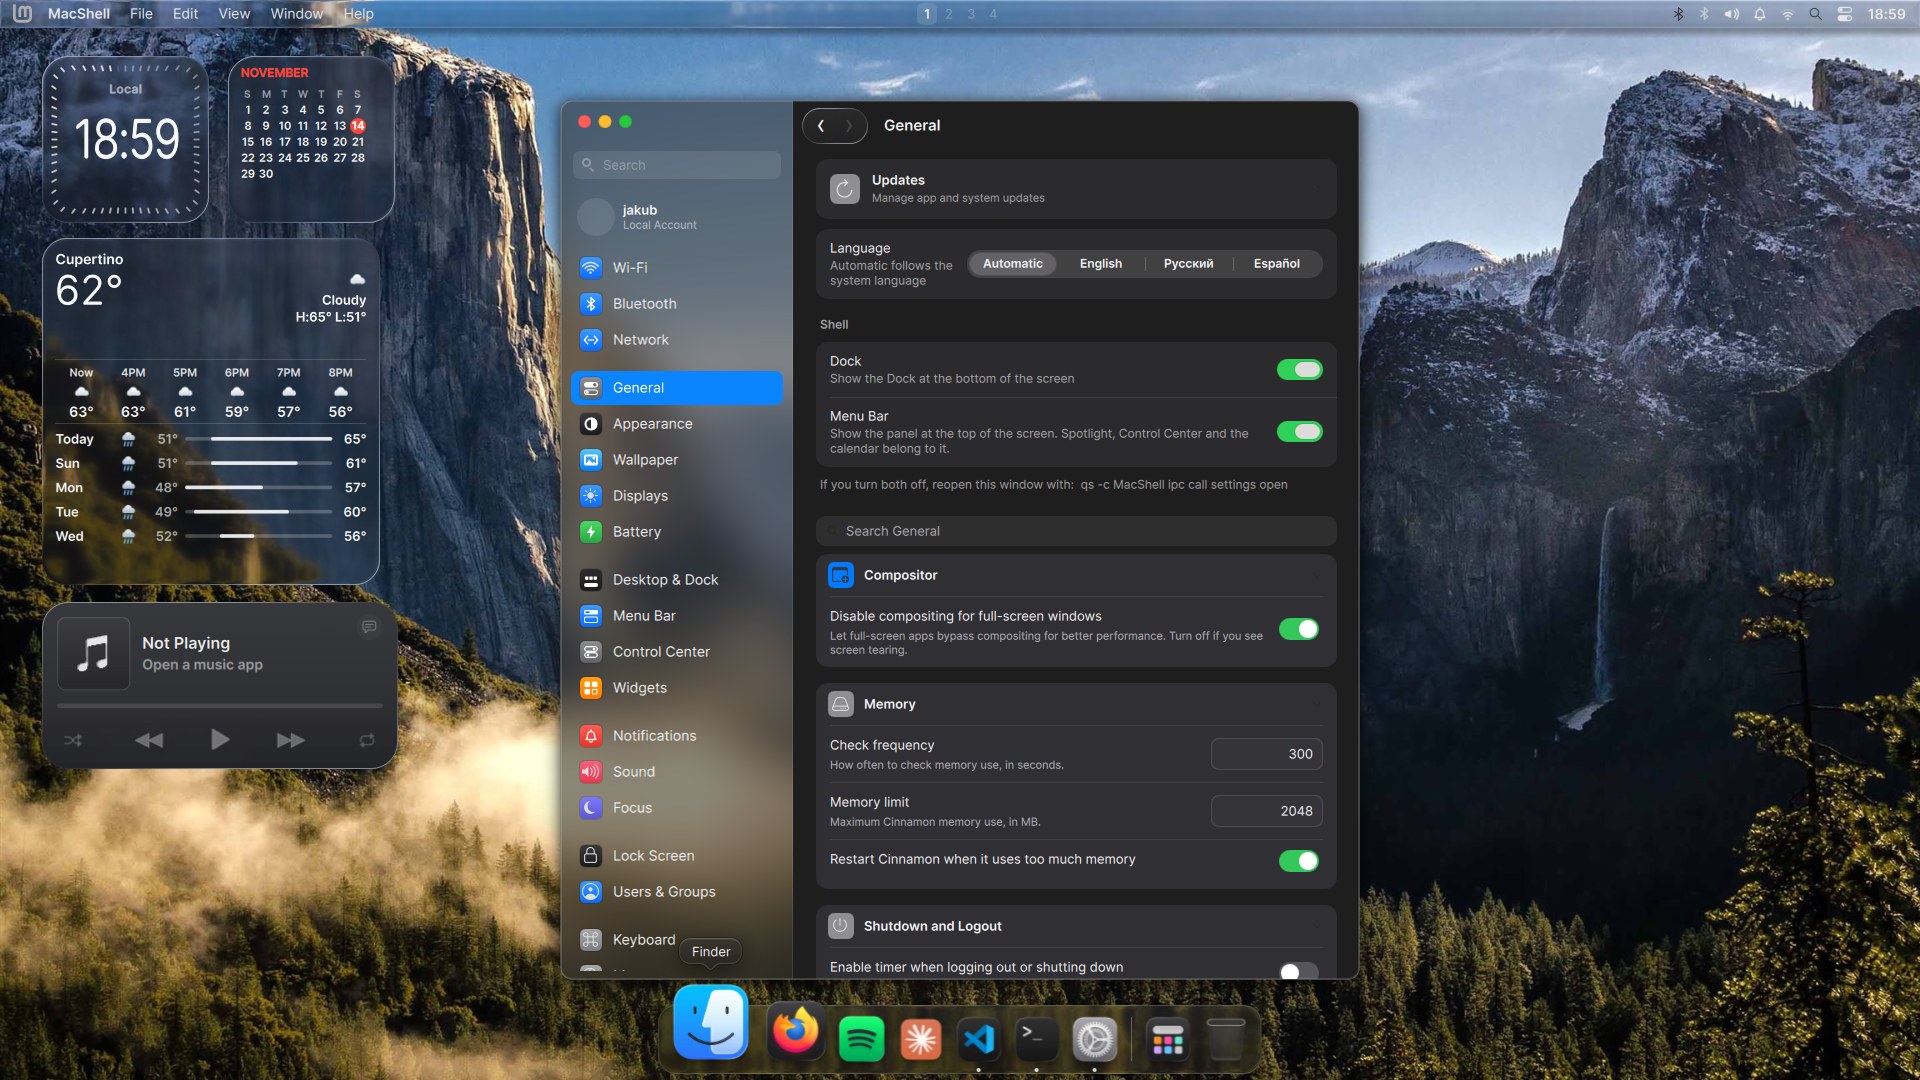 MacShell File Edit View Window Help
1 2 3 4
18:59
Local
18:59
NOVEMBER
S M T W T F S
1 2 3 4 5 6 7
8 9 10 11 12 13 14
15 16 17 18 19 20 21
22 23 24 25 26 27 28
29 30
Cupertino
62°
Cloudy
H:65° L:51°
Now 4PM 5PM 6PM 7PM 8PM
63° 63° 61° 59° 57° 56°
Today 51° 65°
Sun 51° 61°
Mon 48° 57°
Tue 49° 60°
Wed 52° 56°
Not Playing
Open a music app
Search
jakub
Local Account
Wi-Fi
Bluetooth
Network
General
Appearance
Wallpaper
Displays
Battery
Desktop & Dock
Menu Bar
Control Center
Widgets
Notifications
Sound
Focus
Lock Screen
Users & Groups
Keyboard
General
Updates
Manage app and system updates
Language
Automatic follows the
system language
Automatic English Русский Español
Shell
Dock
Show the Dock at the bottom of the screen
Menu Bar
Show the panel at the top of the screen. Spotlight, Control Center and the
calendar belong to it.
If you turn both off, reopen this window with: qs -c MacShell ipc call settings open
Search General
Compositor
Disable compositing for full-screen windows
Let full-screen apps bypass compositing for better performance. Turn off if you see
screen tearing.
Memory
Check frequency
How often to check memory use, in seconds.
300
Memory limit
Maximum Cinnamon memory use, in MB.
2048
Restart Cinnamon when it uses too much memory
Shutdown and Logout
Enable timer when logging out or shutting down
Finder